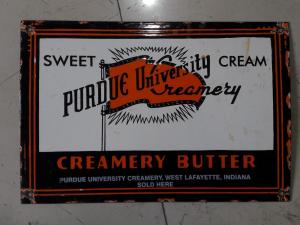 SWEET CREAM
PURDUE University
Creamery
CREAMERY BUTTER
PURDUE UNIVERSITY CREAMERY, WEST LAFAYETTE, INDIANA
SOLD HERE